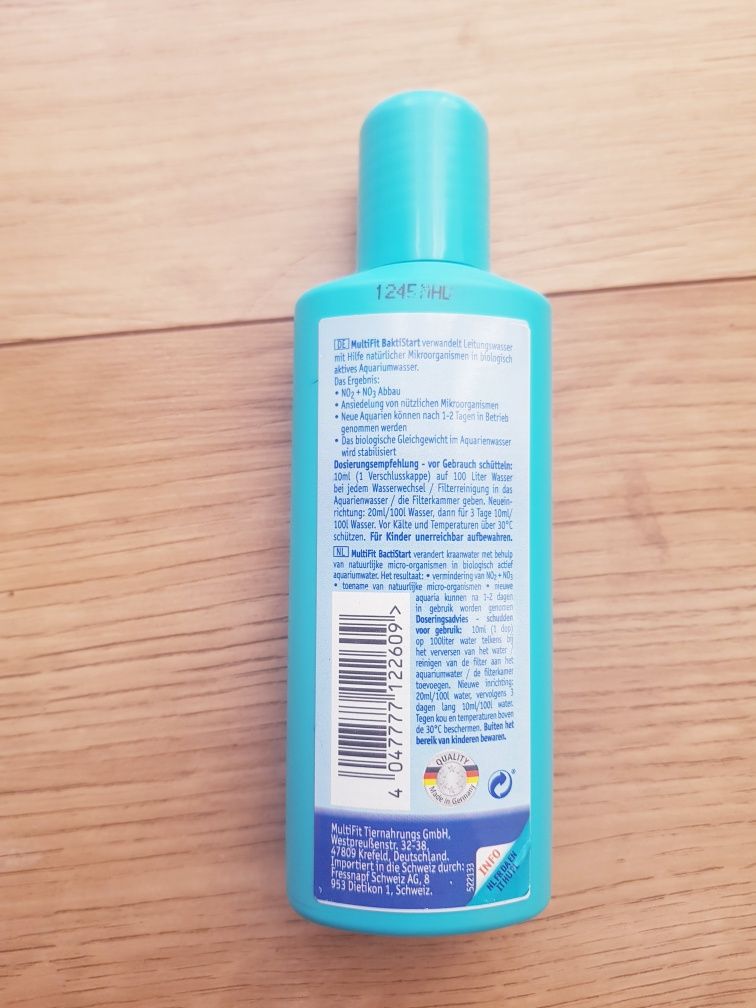 DE MultiFit BaktiStart verwandelt Leitungswasser
mit Hilfe natürlicher Mikroorganismen in biologisch
aktives Aquariumwasser.
Das Ergebnis:
• NO₂ + NO₃ Abbau
• Ansiedelung von nützlichen Mikroorganismen
• Neue Aquarien können nach 1-2 Tagen in Betrieb
genommen werden
• Das biologische Gleichgewicht im Aquarienwasser
wird stabilisiert
Dosierungsempfehlung - vor Gebrauch schütteln:
10ml (1 Verschlusskappe) auf 100 Liter Wasser
bei jedem Wasserwechsel / Filterreinigung in das
Aquarienwasser / die Filterkammer geben. Neuein-
richtung: 20ml/100l Wasser, dann für 3 Tage 10ml/
100l Wasser. Vor Kälte und Temperaturen über 30°C
schützen. Für Kinder unerreichbar aufbewahren.
NL MultiFit BactiStart verandert kraanwater met behulp
van natuurlijke micro-organismen in biologisch actief
aquariumwater. Het resultaat: • vermindering van NO₂ + NO₃
• toename van natuurlijke micro-organismen • nieuwe
aquaria kunnen na 1-2 dagen
in gebruik worden genomen
Doseringsadvies - schudden
voor gebruik: 10ml (1 dop)
op 100liter water telkens bij
het verversen van het water /
reinigen van de filter aan het
aquariumwater / de filterkamer
toevoegen. Nieuwe inrichting:
20ml/100l water, vervolgens 3
dagen lang 10ml/100l water.
Tegen kou en temperaturen boven
de 30°C beschermen. Buiten het
bereik van kinderen bewaren.
4 047777 122609 >
QUALITY
Made in Germany
MultiFit Tiernahrungs GmbH,
Westpreußenstr. 32-38,
47809 Krefeld, Deutschland.
Importiert in die Schweiz durch:
Fressnapf Schweiz AG, 8
953 Dietikon 1, Schweiz.
522133
INFO